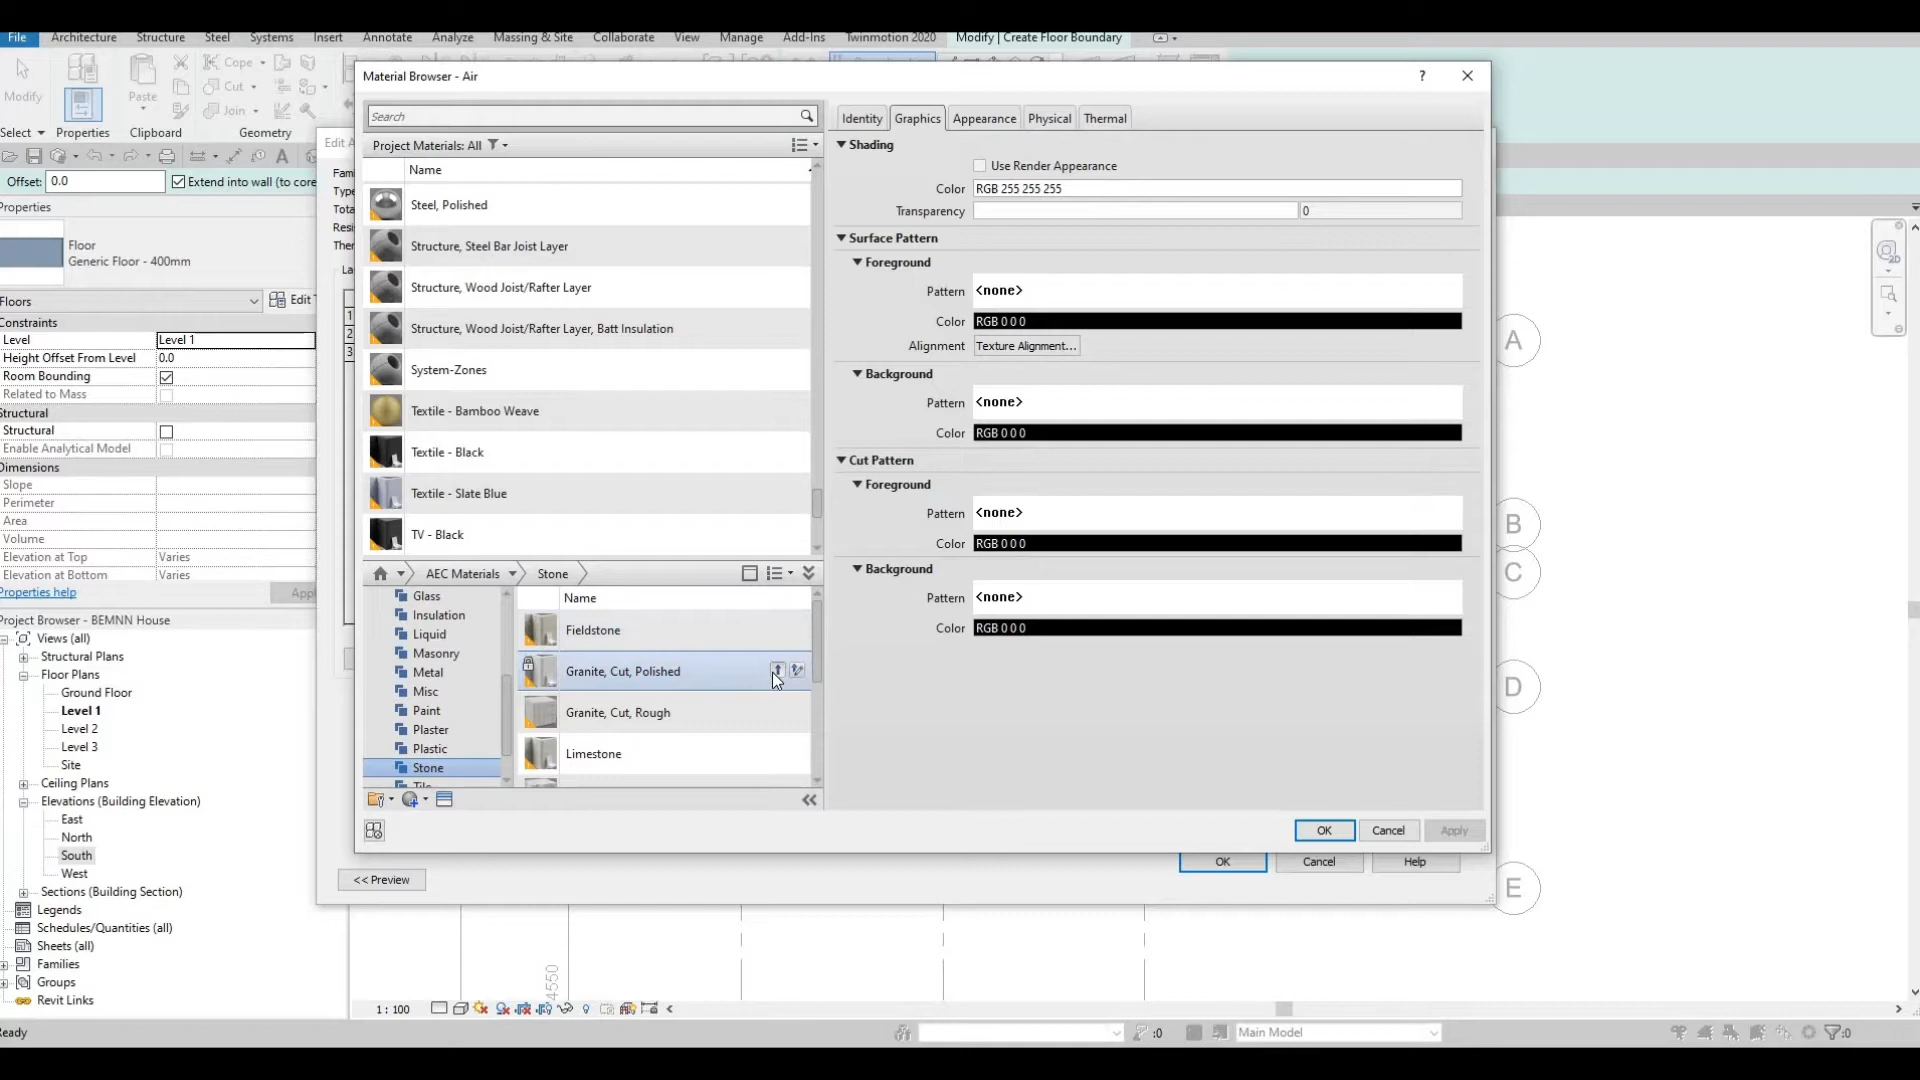 File Architecture Structure Steel Systems Insert Annotate Analyze Massing & Site Collaborate View Manage Add-Ins Twinmotion 2020 Modify | Create Floor Boundary
Modify
Paste
Cope
Cut
Join
Select Properties Clipboard Geometry
Offset: 0.0 Extend into wall (to core
Properties
Floor
Generic Floor - 400mm
Floors Edit
Constraints
Level Level 1
Height Offset From Level 0.0
Room Bounding
Related to Mass
Structural
Structural
Enable Analytical Model
Dimensions
Slope
Perimeter
Area
Volume
Elevation at Top Varies
Elevation at Bottom Varies
Properties help
Project Browser - BEMNN House
Views (all)
Structural Plans
Floor Plans
Ground Floor
Level 1
Level 2
Level 3
Site
Ceiling Plans
Elevations (Building Elevation)
East
North
South
West
Sections (Building Section)
Legends
Schedules/Quantities (all)
Sheets (all)
Families
Groups
Revit Links
Ready
Material Browser - Air
?
Search
Project Materials: All
Name
Steel, Polished
Structure, Steel Bar Joist Layer
Structure, Wood Joist/Rafter Layer
Structure, Wood Joist/Rafter Layer, Batt Insulation
System-Zones
Textile - Bamboo Weave
Textile - Black
Textile - Slate Blue
TV - Black
AEC Materials Stone
Glass
Insulation
Liquid
Masonry
Metal
Misc
Paint
Plaster
Plastic
Stone
Name
Fieldstone
Granite, Cut, Polished
Granite, Cut, Rough
Limestone
Identity Graphics Appearance Physical Thermal
Shading
Use Render Appearance
Color RGB 255 255 255
Transparency 0
Surface Pattern
Foreground
Pattern <none>
Color RGB 0 0 0
Alignment Texture Alignment...
Background
Pattern <none>
Color RGB 0 0 0
Cut Pattern
Foreground
Pattern <none>
Color RGB 0 0 0
Background
Pattern <none>
Color RGB 0 0 0
OK Cancel Apply
OK Cancel Help
<< Preview
1
2
3
A
B
C
D
E
4550
1 : 100
:0 Main Model :0
2D